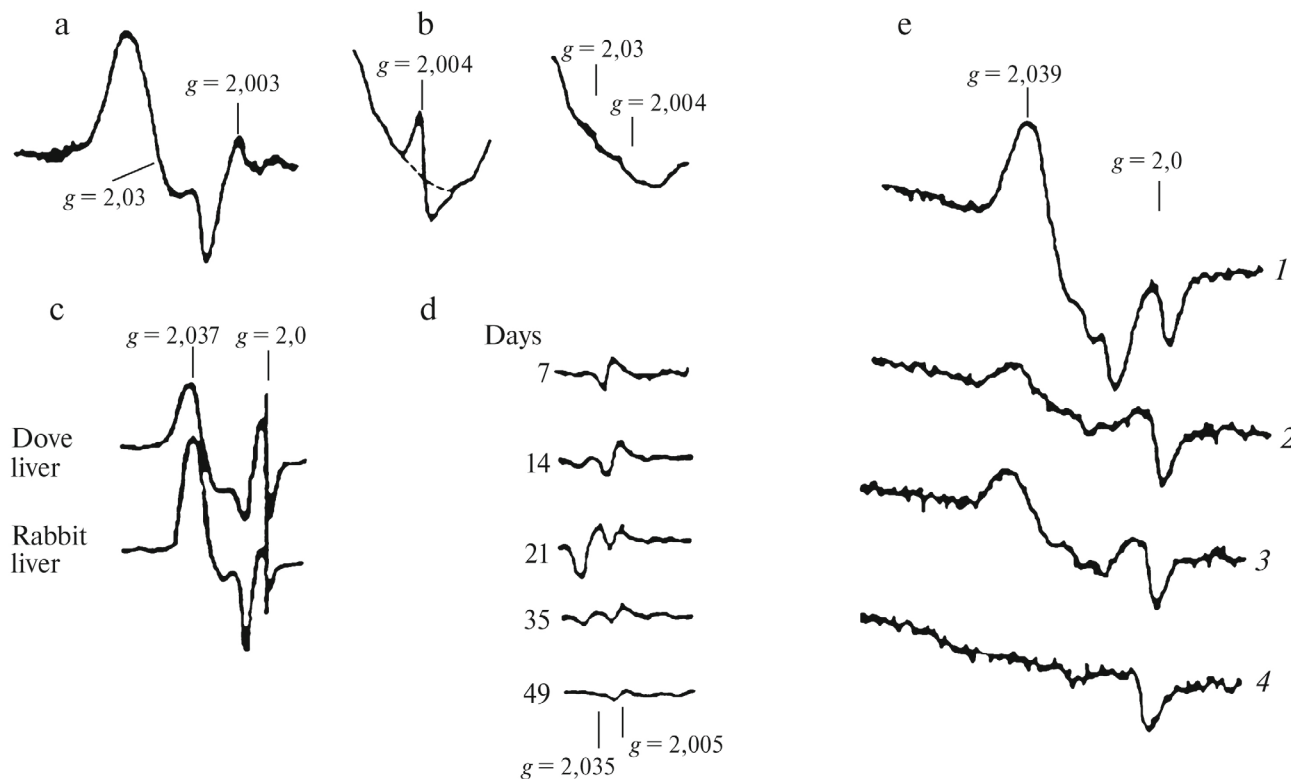 a
g = 2,003
g = 2,03
b
g = 2,004
g = 2,03
g = 2,004
c
g = 2,037
g = 2,0
Dove
liver
Rabbit
liver
d
Days
7
14
21
35
49
g = 2,005
g = 2,035
e
g = 2,039
g = 2,0
1
2
3
4